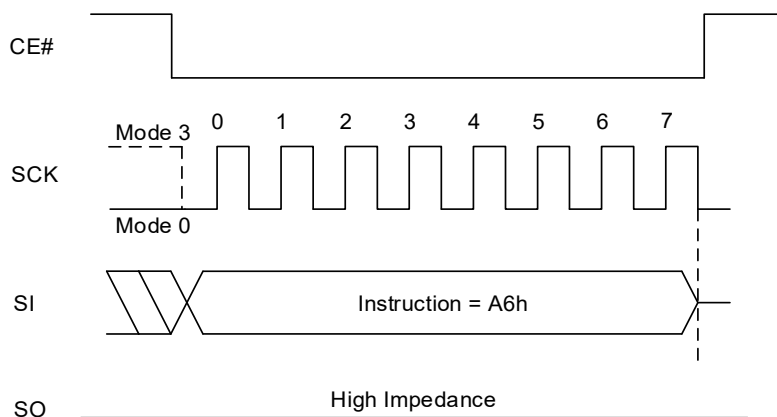 CE#
Mode 3
0 1 2 3 4 5 6 7
SCK
Mode 0
SI
Instruction = A6h
High Impedance
SO